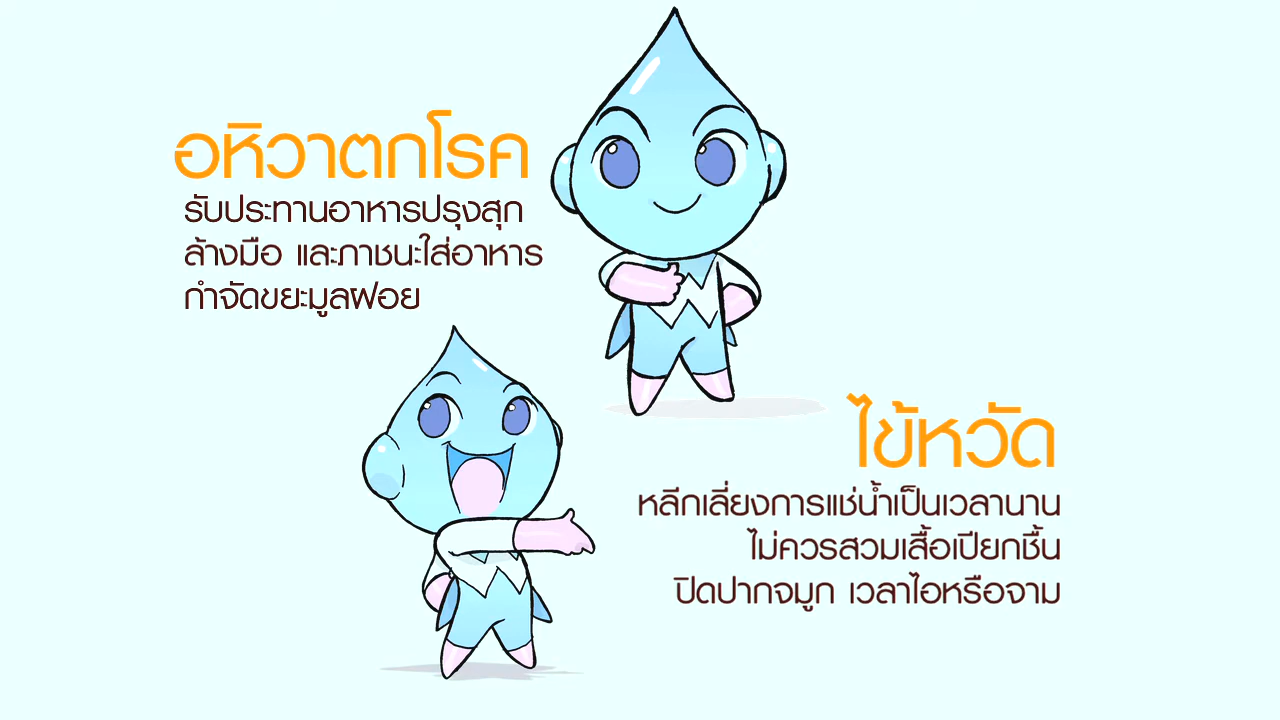 อหิวาตกโรค
รับประทานอาหารปรุงสุก
ล้างมือ และภาชนะใส่อาหาร
กำจัดขยะมูลฝอย
ไข้หวัด
หลีกเลี่ยงการแช่น้ำเป็นเวลานาน
ไม่ควรสวมเสื้อเปียกชื้น
ปิดปากจมูก เวลาไอหรือจาม